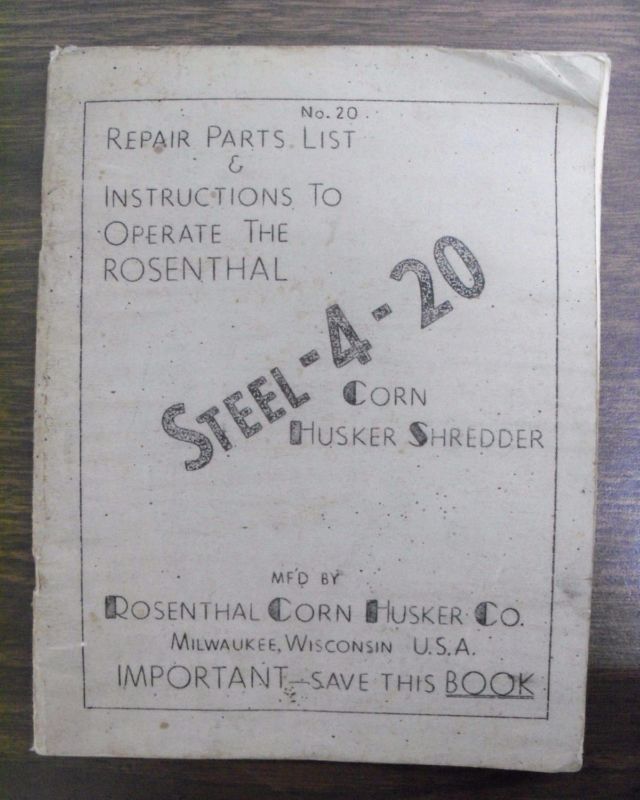 No. 20
REPAIR PARTS LIST
&
INSTRUCTIONS TO
OPERATE THE
ROSENTHAL
STEEL-4-20
CORN
HUSKER SHREDDER
MF'D BY
ROSENTHAL CORN HUSKER CO.
MILWAUKEE, WISCONSIN U.S.A.
IMPORTANT—SAVE THIS BOOK